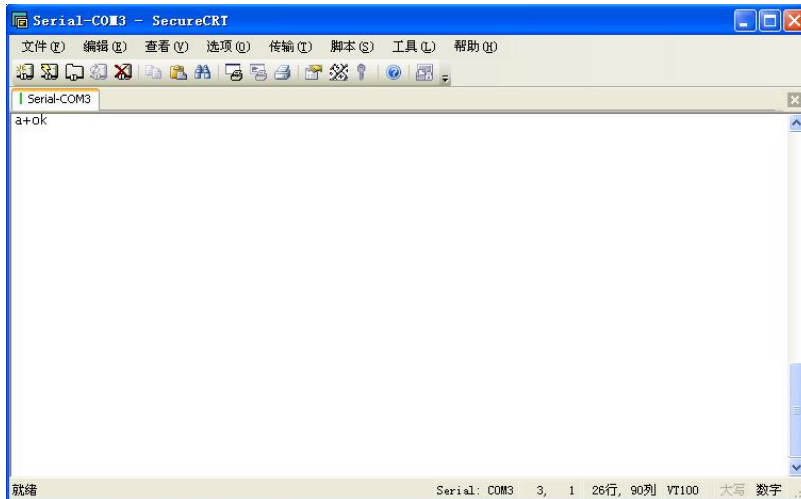 Serial-COM3 - SecureCRT
文件(F) 编辑(E) 查看(V) 选项(O) 传输(T) 脚本(S) 工具(L) 帮助(H)
Serial-COM3
a+ok
就绪 Serial: COM3 3, 1 26行, 90列 VT100 大写 数字